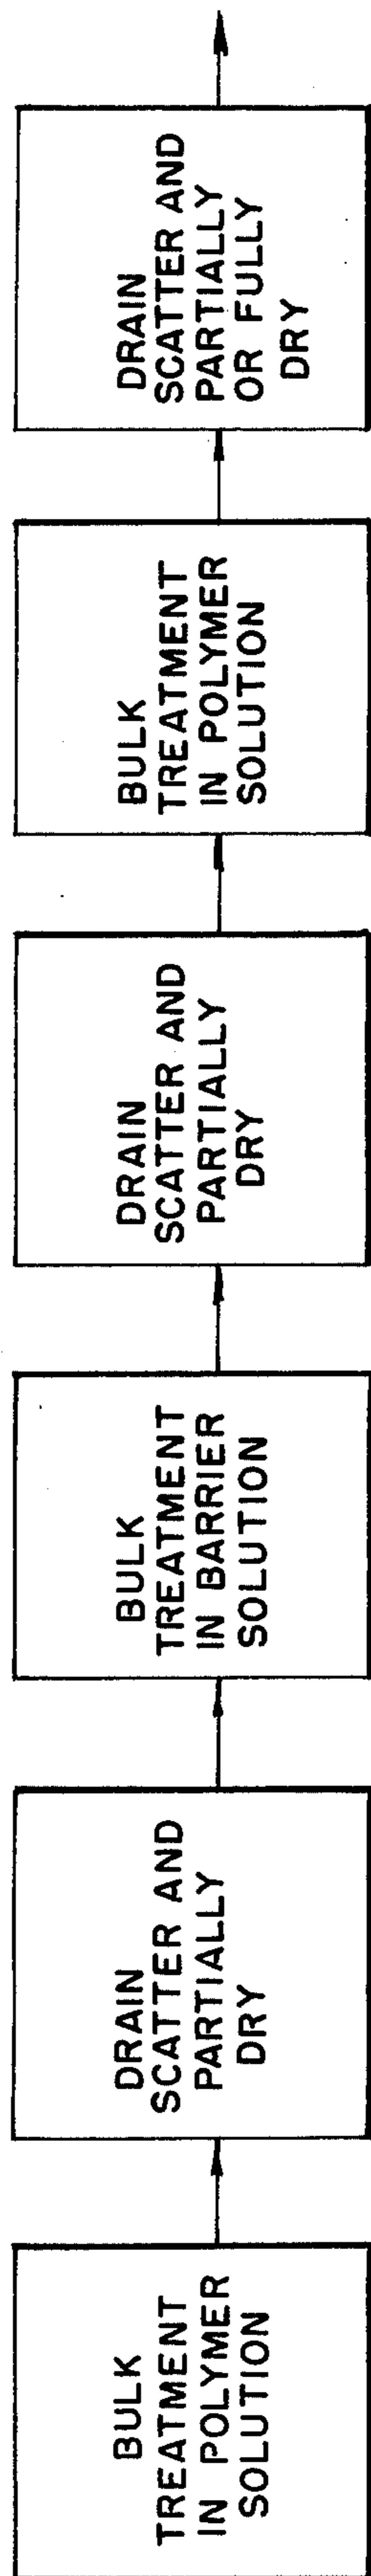 BULK
TREATMENT
IN POLYMER
SOLUTION
DRAIN
SCATTER AND
PARTIALLY
DRY
BULK
TREATMENT
IN BARRIER
SOLUTION
DRAIN
SCATTER AND
PARTIALLY
DRY
BULK
TREATMENT
IN POLYMER
SOLUTION
DRAIN
SCATTER AND
PARTIALLY
OR FULLY
DRY